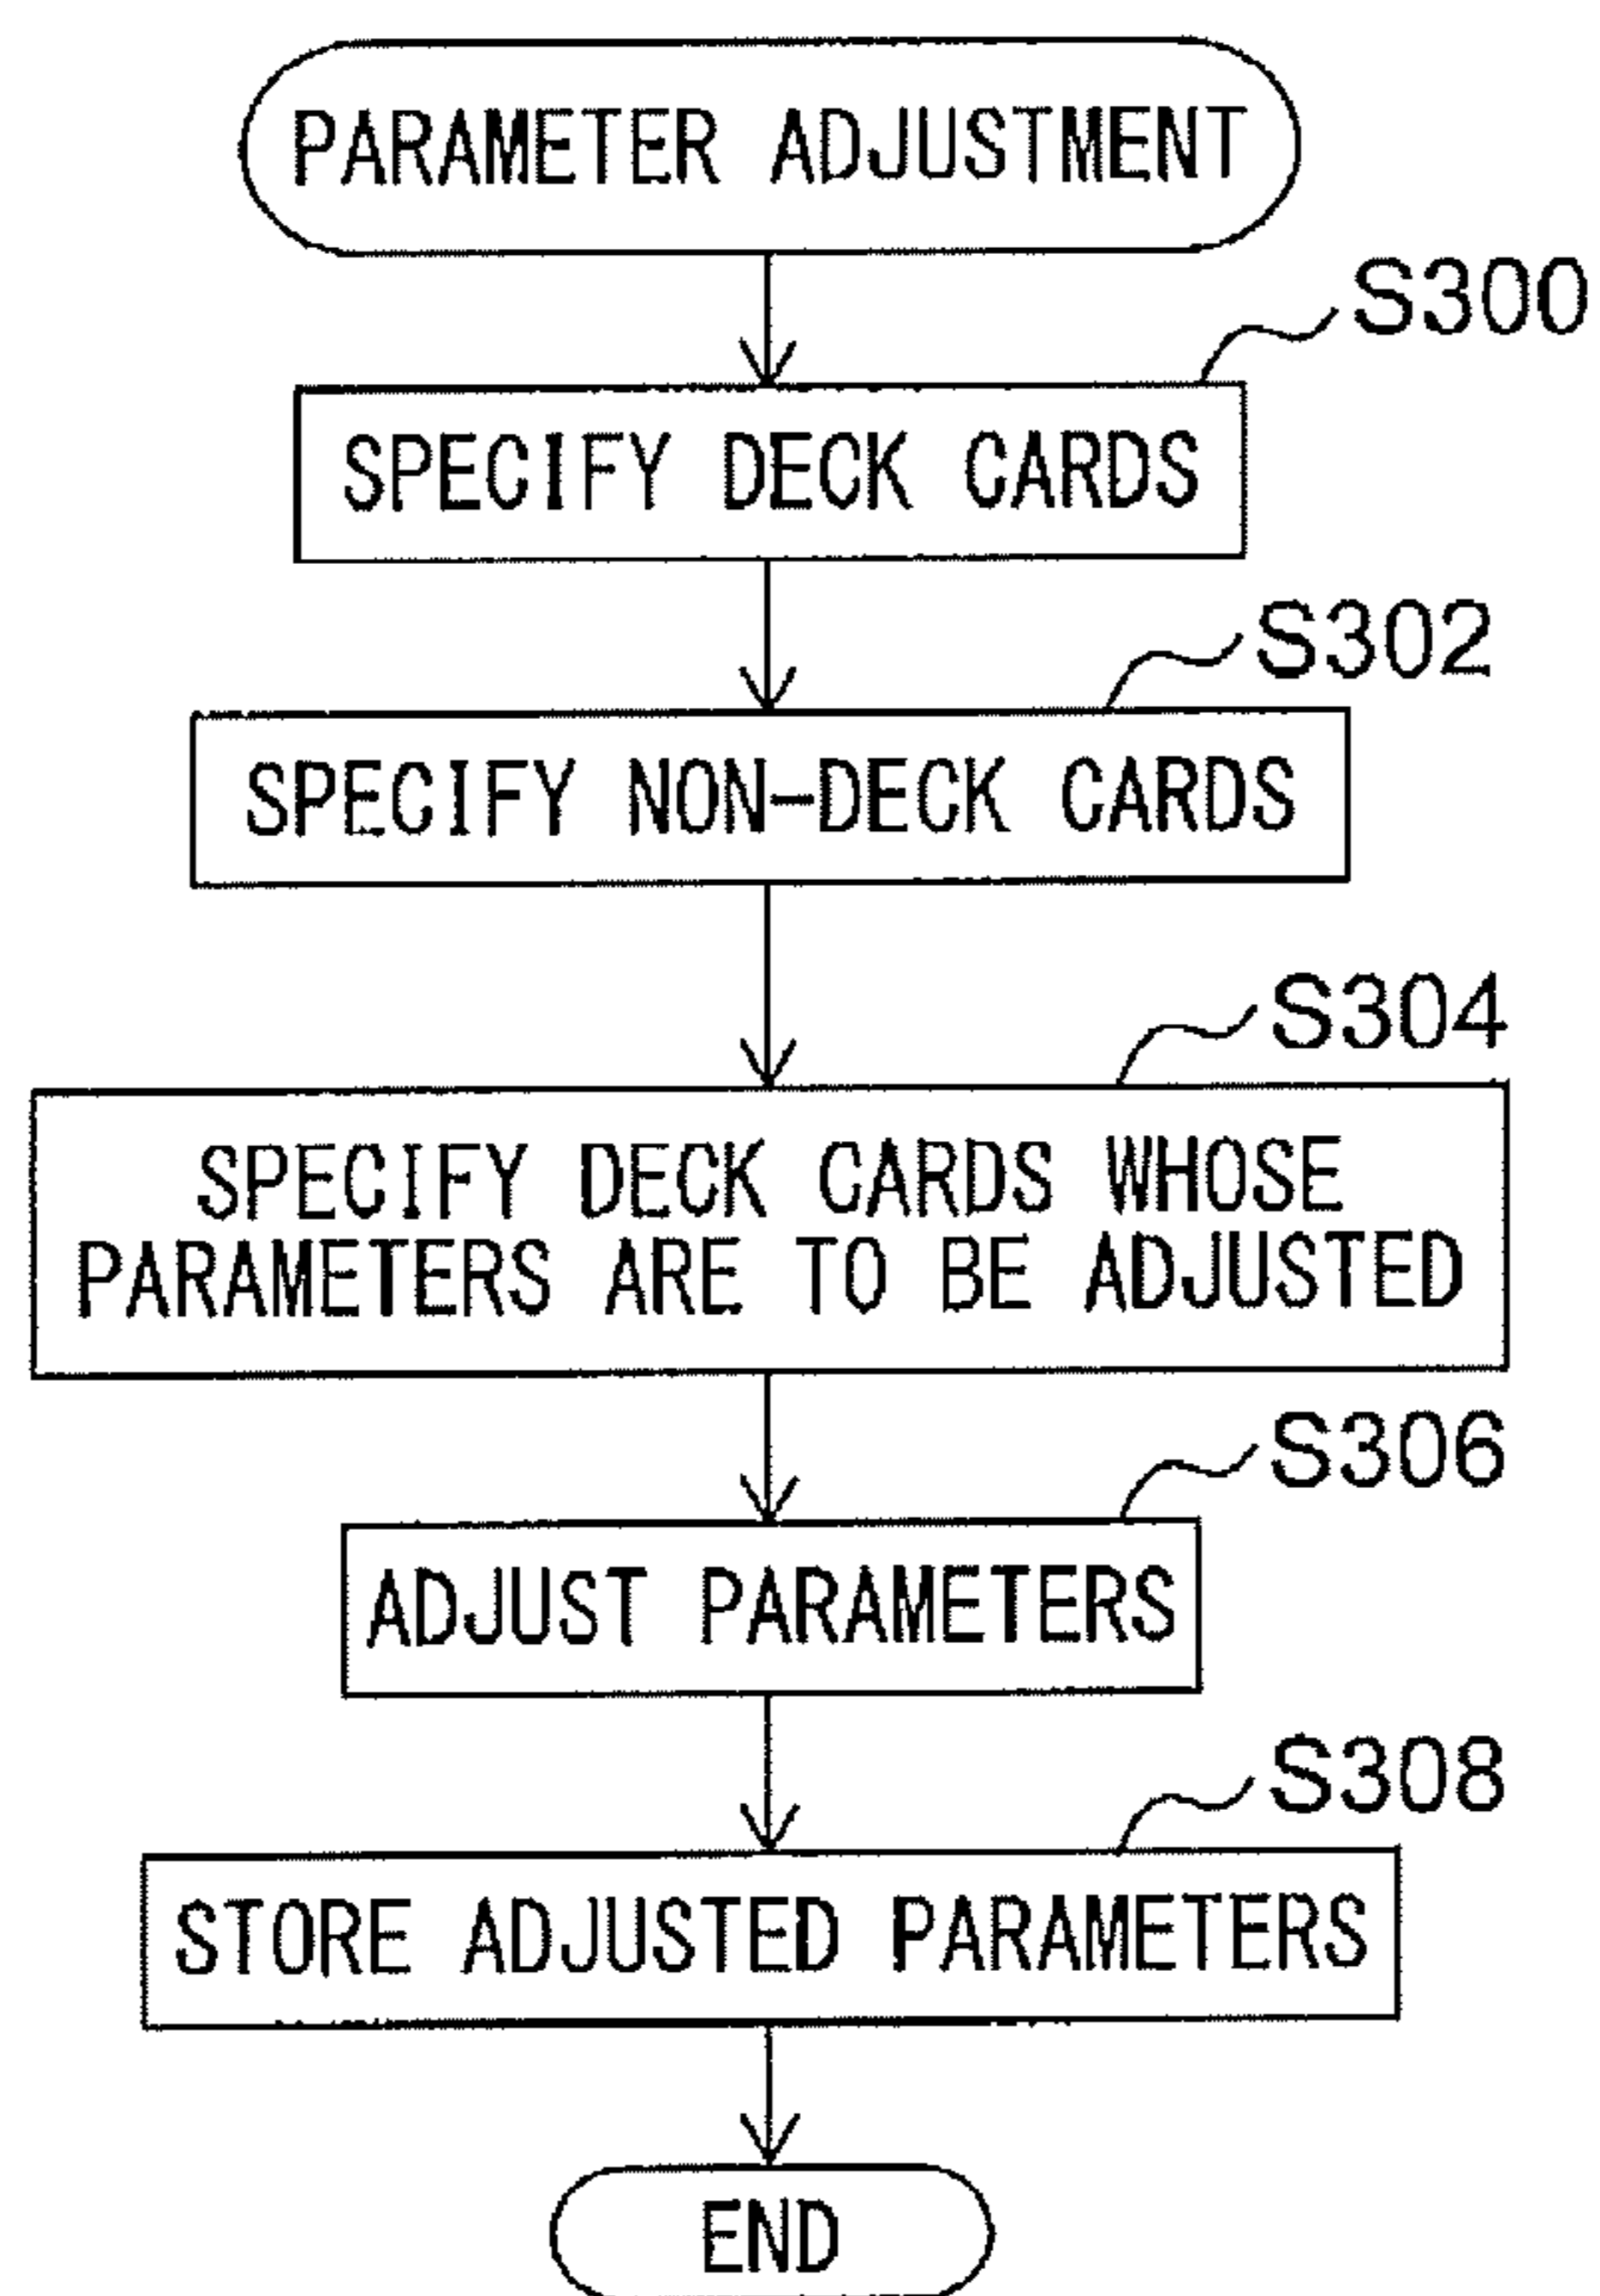 PARAMETER ADJUSTMENT
S300
SPECIFY DECK CARDS
S302
SPECIFY NON-DECK CARDS
S304
SPECIFY DECK CARDS WHOSE
PARAMETERS ARE TO BE ADJUSTED
S306
ADJUST PARAMETERS
S308
STORE ADJUSTED PARAMETERS
END